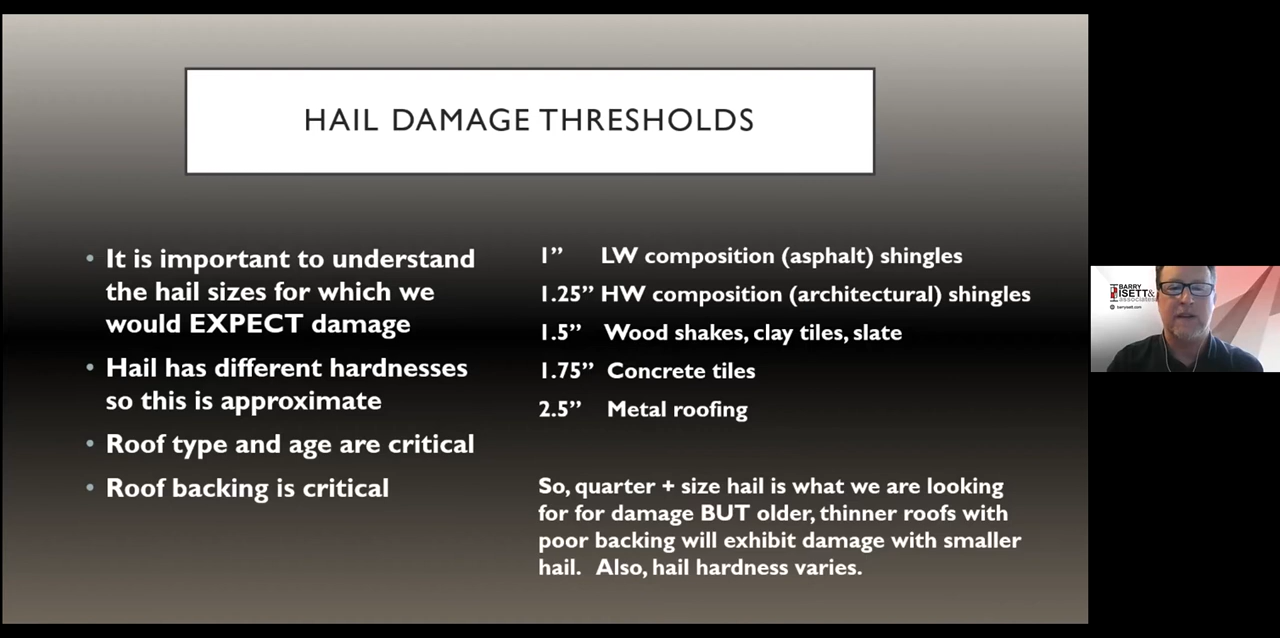 HAIL DAMAGE THRESHOLDS
• It is important to understand
the hail sizes for which we
would EXPECT damage
• Hail has different hardnesses
so this is approximate
• Roof type and age are critical
• Roof backing is critical
1” LW composition (asphalt) shingles
1.25” HW composition (architectural) shingles
1.5” Wood shakes, clay tiles, slate
1.75” Concrete tiles
2.5” Metal roofing
So, quarter + size hail is what we are looking
for for damage BUT older, thinner roofs with
poor backing will exhibit damage with smaller
hail. Also, hail hardness varies.
BARRY
ISETT&
associates
barryisett.com